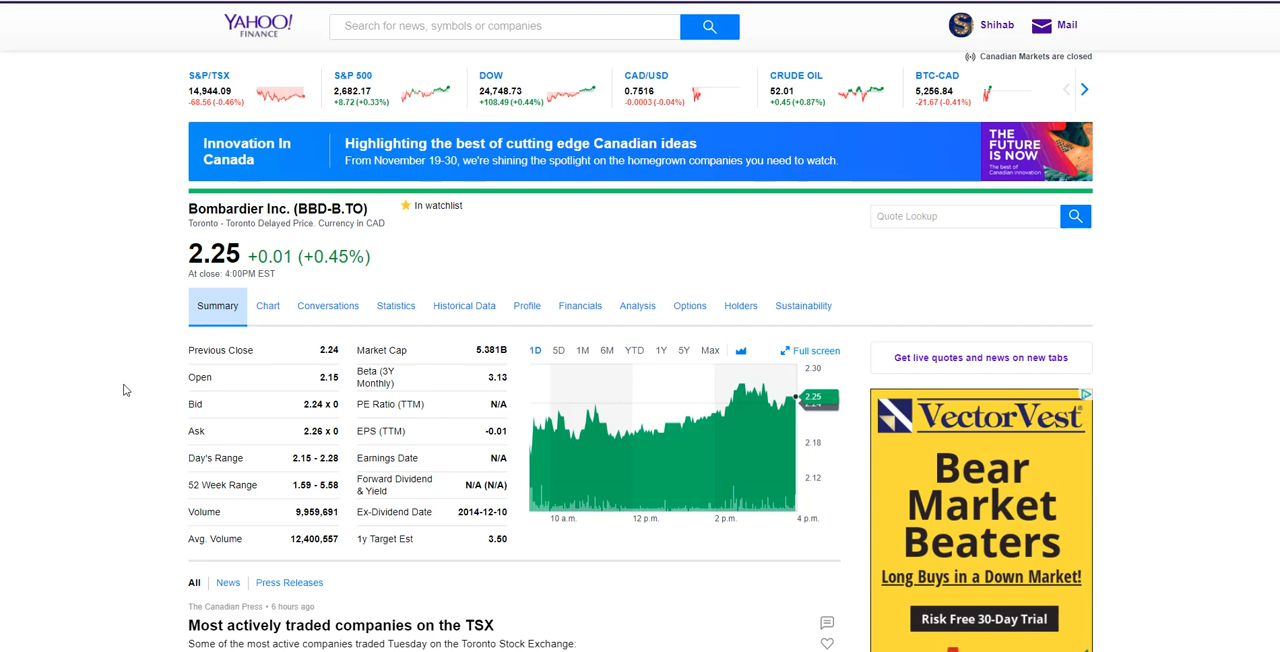 YAHOO!
FINANCE
Search for news, symbols or companies
Shihab
Mail
Canadian Markets are closed
S&P/TSX
14,944.09
-68.56 (-0.46%)
S&P 500
2,682.17
+8.72 (+0.33%)
DOW
24,748.73
+108.49 (+0.44%)
CAD/USD
0.7516
-0.0003 (-0.04%)
CRUDE OIL
52.01
+0.45 (+0.87%)
BTC-CAD
5,256.84
-21.67 (-0.41%)
Innovation In
Canada
Highlighting the best of cutting edge Canadian ideas
From November 19-30, we're shining the spotlight on the homegrown companies you need to watch.
THE
FUTURE
IS NOW
The best of
Canadian innovation
Bombardier Inc. (BBD-B.TO)
In watchlist
Toronto - Toronto Delayed Price. Currency in CAD
Quote Lookup
2.25 +0.01 (+0.45%)
At close: 4:00PM EST
Summary Chart Conversations Statistics Historical Data Profile Financials Analysis Options Holders Sustainability
Previous Close 2.24
Open 2.15
Bid 2.24 x 0
Ask 2.26 x 0
Day's Range 2.15 - 2.28
52 Week Range 1.59 - 5.58
Volume 9,959,691
Avg. Volume 12,400,557
Market Cap 5.381B
Beta (3Y
Monthly) 3.13
PE Ratio (TTM) N/A
EPS (TTM) -0.01
Earnings Date N/A
Forward Dividend
& Yield N/A (N/A)
Ex-Dividend Date 2014-12-10
1y Target Est 3.50
1D 5D 1M 6M YTD 1Y 5Y Max Full screen
2.30
2.25
2.24
2.18
2.12
10 a.m. 12 p.m. 2 p.m. 4 p.m.
Get live quotes and news on new tabs
VectorVest
Bear
Market
Beaters
Long Buys in a Down Market!
Risk Free 30-Day Trial
All News Press Releases
The Canadian Press • 6 hours ago
Most actively traded companies on the TSX
Some of the most active companies traded Tuesday on the Toronto Stock Exchange: